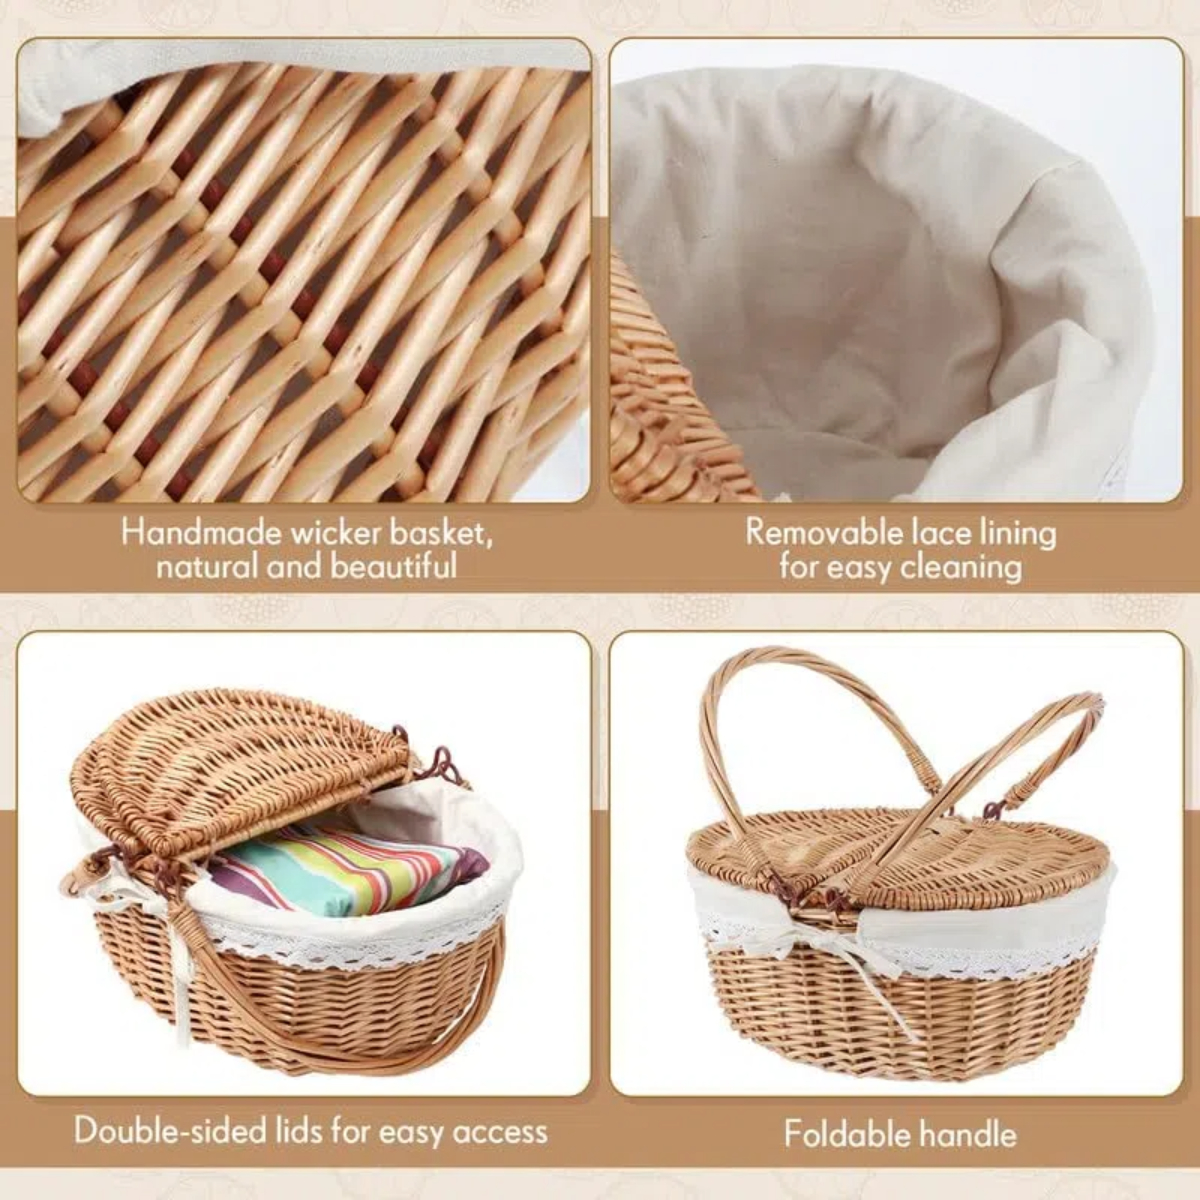 Handmade wicker basket,
natural and beautiful
Removable lace lining
for easy cleaning
Double-sided lids for easy access
Foldable handle